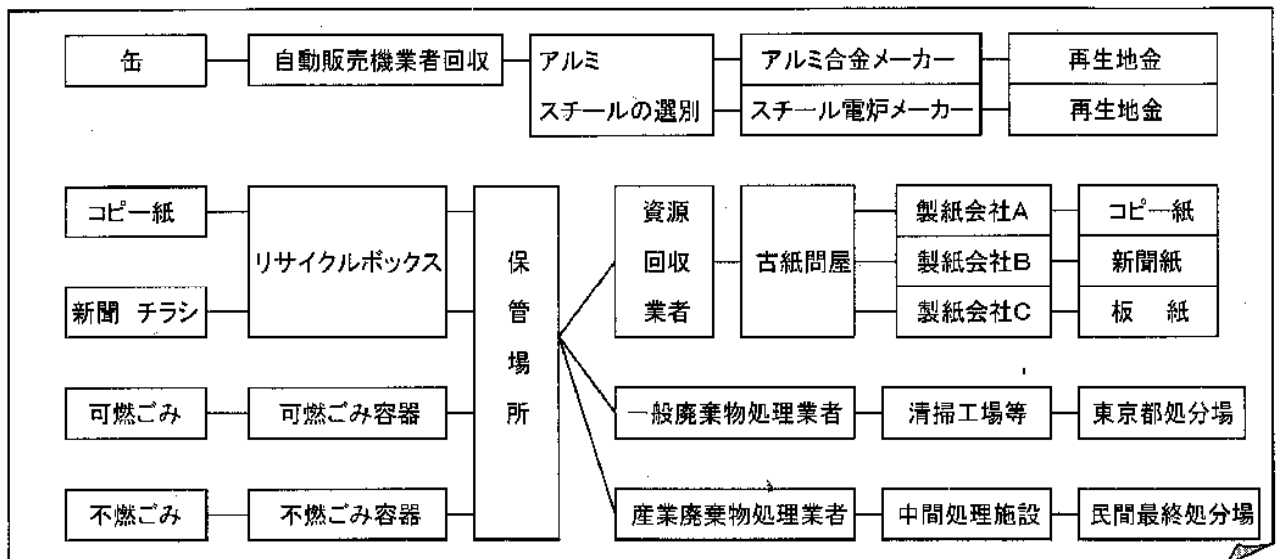 缶 自動販売機業者回収 アルミ アルミ合金メーカー 再生地金
スチールの選別 スチール電炉メーカー 再生地金
コピー紙 リサイクルボックス 保管場所 資源回収業者 古紙問屋 製紙会社A コピー紙
製紙会社B 新聞紙
新聞 チラシ 製紙会社C 板 紙
可燃ごみ 可燃ごみ容器 一般廃棄物処理業者 清掃工場等 東京都処分場
不燃ごみ 不燃ごみ容器 産業廃棄物処理業者 中間処理施設 民間最終処分場